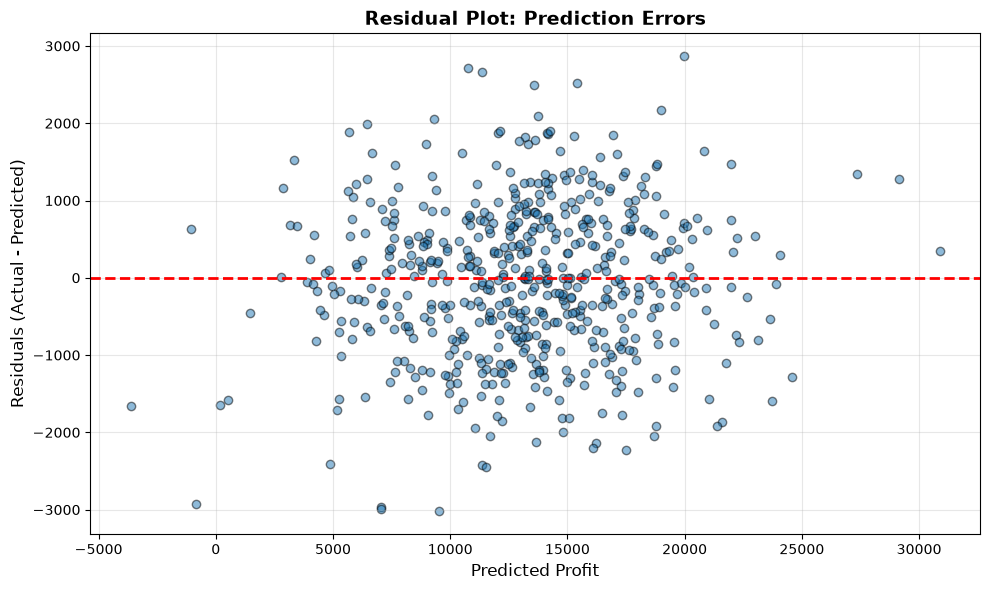 Residual Plot: Prediction Errors
3000
2000
1000
0
−1000
−2000
−3000
Residuals (Actual - Predicted)
−5000 0 5000 10000 15000 20000 25000 30000
Predicted Profit